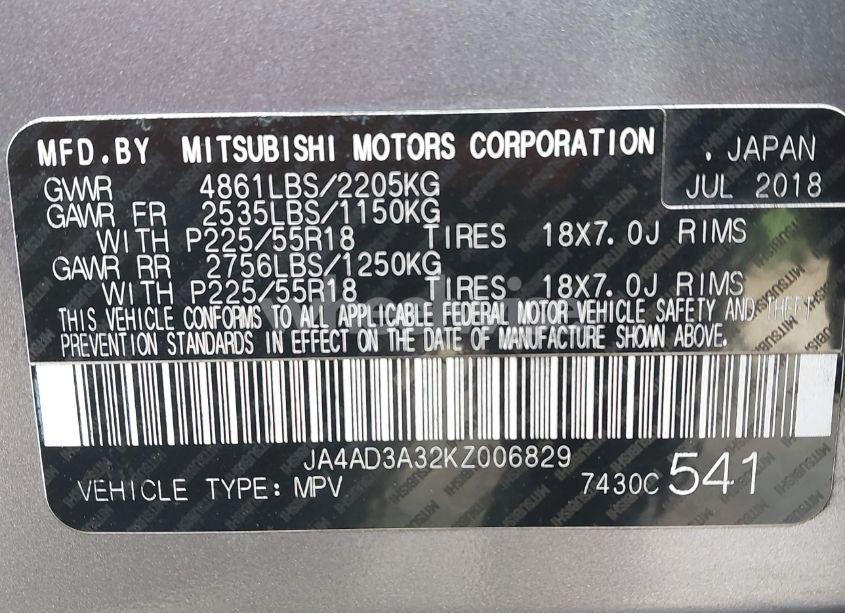 MFD.BY MITSUBISHI MOTORS CORPORATION . JAPAN
GVWR 4861LBS/2205KG JUL 2018
GAWR FR 2535LBS/1150KG
WITH P225/55R18 TIRES 18X7.0J RIMS
GAWR RR 2756LBS/1250KG
WITH P225/55R18 TIRES 18X7.0J RIMS
THIS VEHICLE CONFORMS TO ALL APPLICABLE FEDERAL MOTOR VEHICLE SAFETY AND THEFT
PREVENTION STANDARDS IN EFFECT ON THE DATE OF MANUFACTURE SHOWN ABOVE.
JA4AD3A32KZ006829
VEHICLE TYPE: MPV 7430C 541